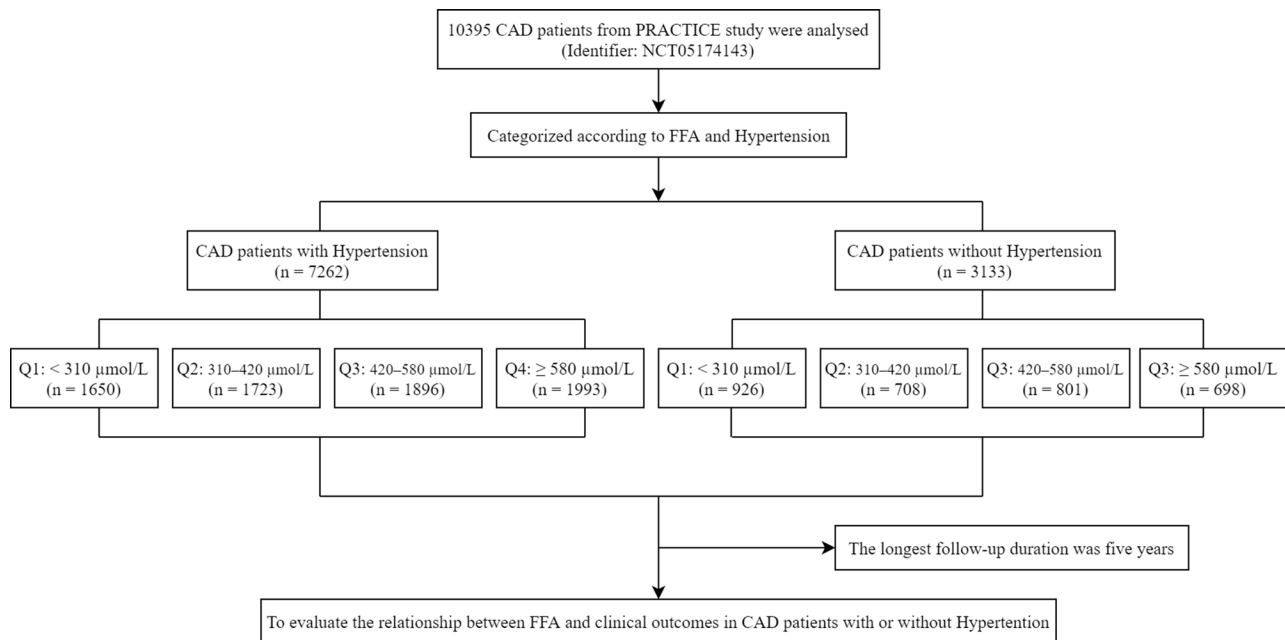 10395 CAD patients from PRACTICE study were analysed
(Identifier: NCT05174143)
Categorized according to FFA and Hypertension
CAD patients with Hypertension
(n = 7262)
CAD patients without Hypertension
(n = 3133)
Q1: < 310 µmol/L
(n = 1650)
Q2: 310–420 µmol/L
(n = 1723)
Q3: 420–580 µmol/L
(n = 1896)
Q4: ≥ 580 µmol/L
(n = 1993)
Q1: < 310 µmol/L
(n = 926)
Q2: 310–420 µmol/L
(n = 708)
Q3: 420–580 µmol/L
(n = 801)
Q3: ≥ 580 µmol/L
(n = 698)
The longest follow-up duration was five years
To evaluate the relationship between FFA and clinical outcomes in CAD patients with or without Hypertention